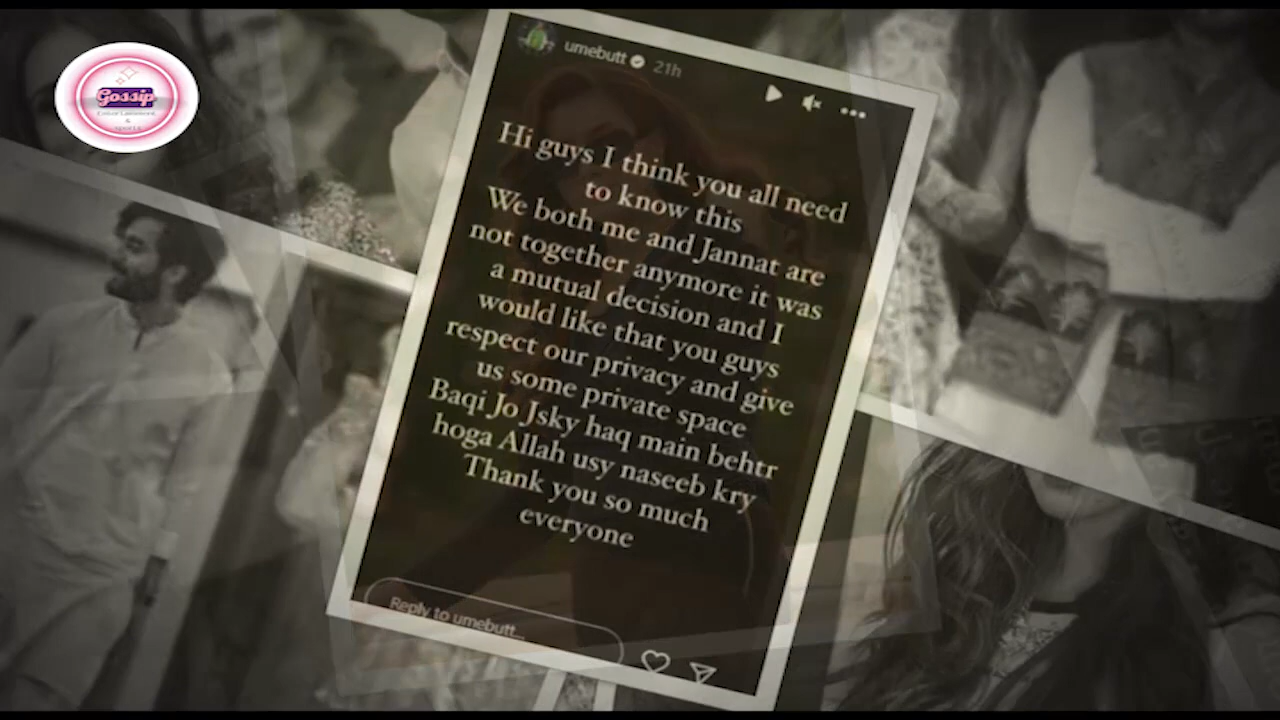 Gossip
Entertainment
&
sports
umebutt 21h
Hi guys I think you all need
to know this
We both me and Jannat are
not together anymore it was
a mutual decision and I
would like that you guys
respect our privacy and give
us some private space
Baqi Jo Jsky haq main behtr
hoga Allah usy naseeb kry
Thank you so much
everyone
Reply to umebutt...